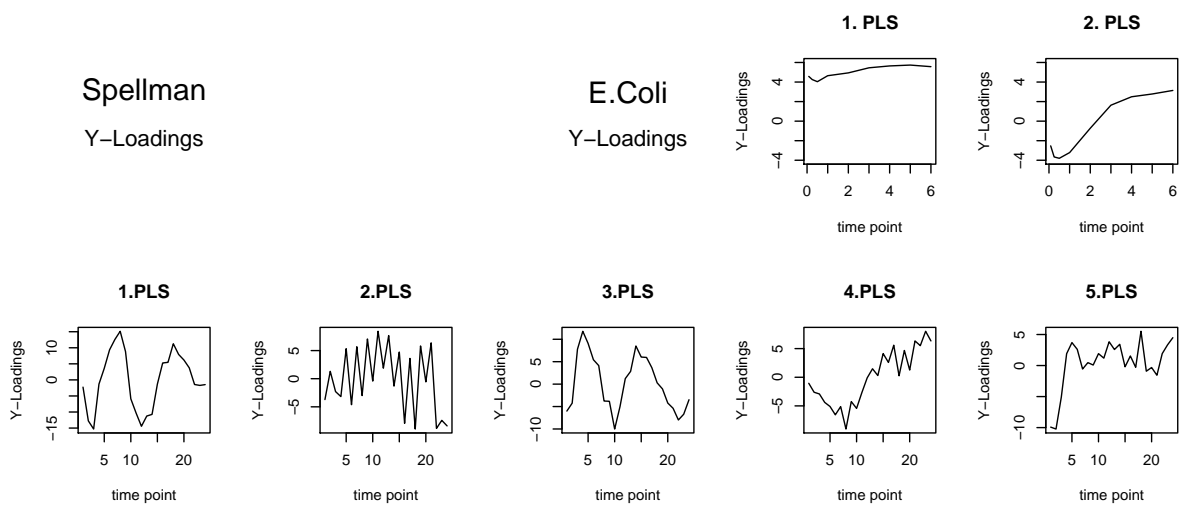 Spellman
Y−Loadings
E.Coli
Y−Loadings
1. PLS
Y−Loadings
−4 0 4
0 2 4 6
time point
2. PLS
Y−Loadings
−4 0 4
0 2 4 6
time point
1.PLS
Y−Loadings
−15 0 10
5 10 20
time point
2.PLS
Y−Loadings
−5 0 5
5 10 20
time point
3.PLS
Y−Loadings
−10 0 5
5 10 20
time point
4.PLS
Y−Loadings
−5 0 5
5 10 20
time point
5.PLS
Y−Loadings
−10 0 5
5 10 20
time point